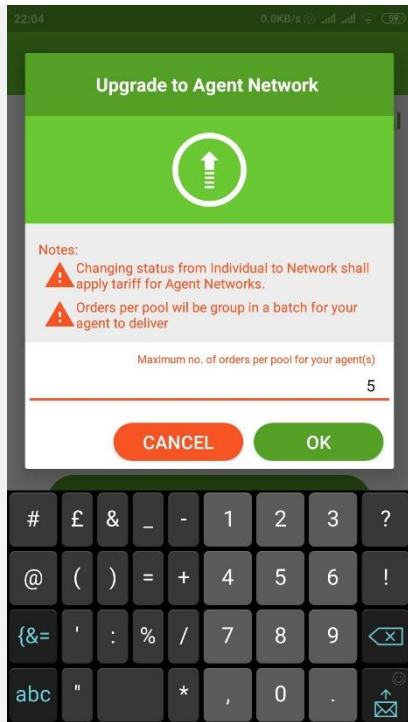 22:04 0.0KB/s 59
Upgrade to Agent Network
Notes:
Changing status from Individual to Network shall
apply tariff for Agent Networks.
Orders per pool wil be group in a batch for your
agent to deliver
Maximum no. of orders per pool for your agent(s)
5
CANCEL OK
# £ & _ - 1 2 3 ?
@ ( ) = + 4 5 6 !
{&= ' : % / 7 8 9
abc " * , 0 .